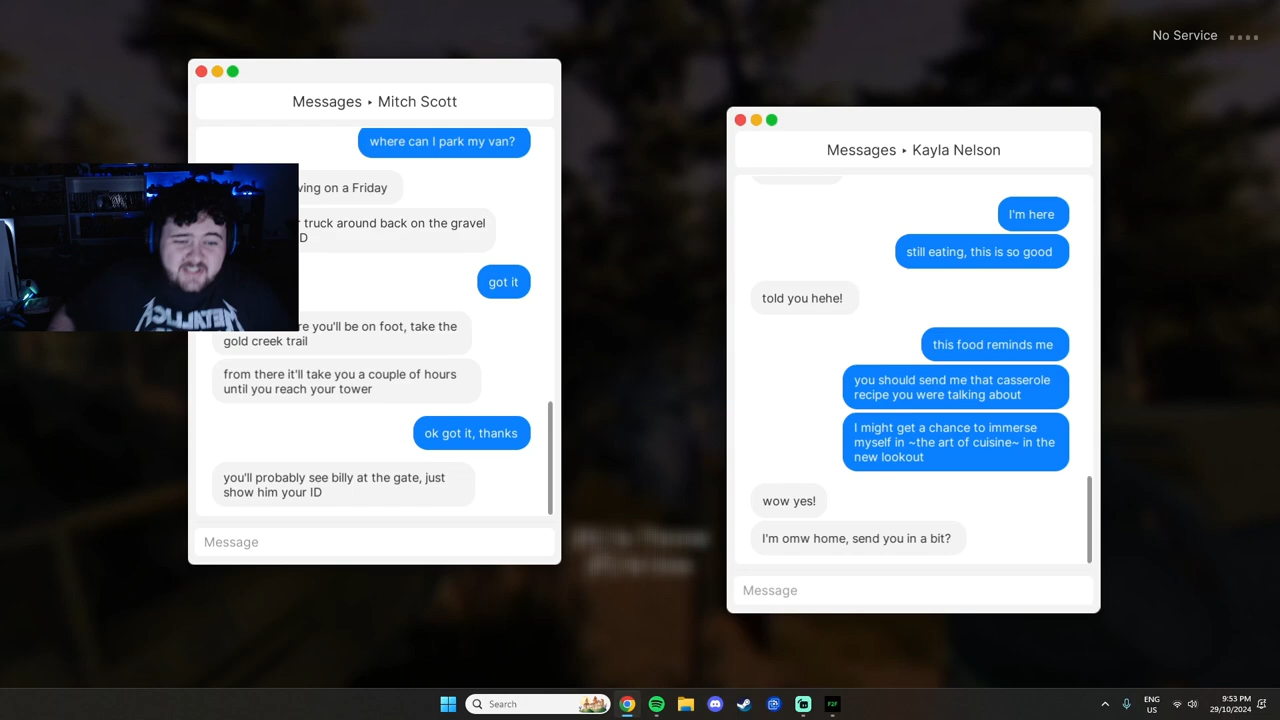 No Service
Messages ‣ Mitch Scott
where can I park my van?
ving on a Friday
truck around back on the gravel
got it
you'll be on foot, take the
gold creek trail
from there it'll take you a couple of hours
until you reach your tower
ok got it, thanks
you'll probably see billy at the gate, just
show him your ID
Message
Messages ‣ Kayla Nelson
I'm here
still eating, this is so good
told you hehe!
this food reminds me
you should send me that casserole
recipe you were talking about
I might get a chance to immerse
myself in ~the art of cuisine~ in the
new lookout
wow yes!
I'm omw home, send you in a bit?
Message
METALLICA
Search
F2F
ENG
US
9:53 PM
29/10/2024